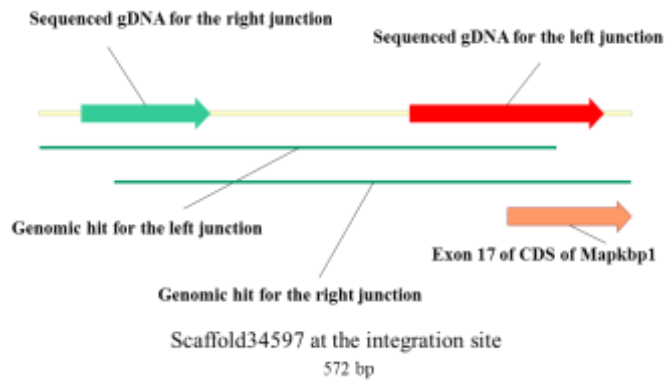 Sequenced gDNA for the right junction
Sequenced gDNA for the left junction
Genomic hit for the left junction
Exon 17 of CDS of Mapkbp1
Genomic hit for the right junction
Scaffold34597 at the integration site
572 bp